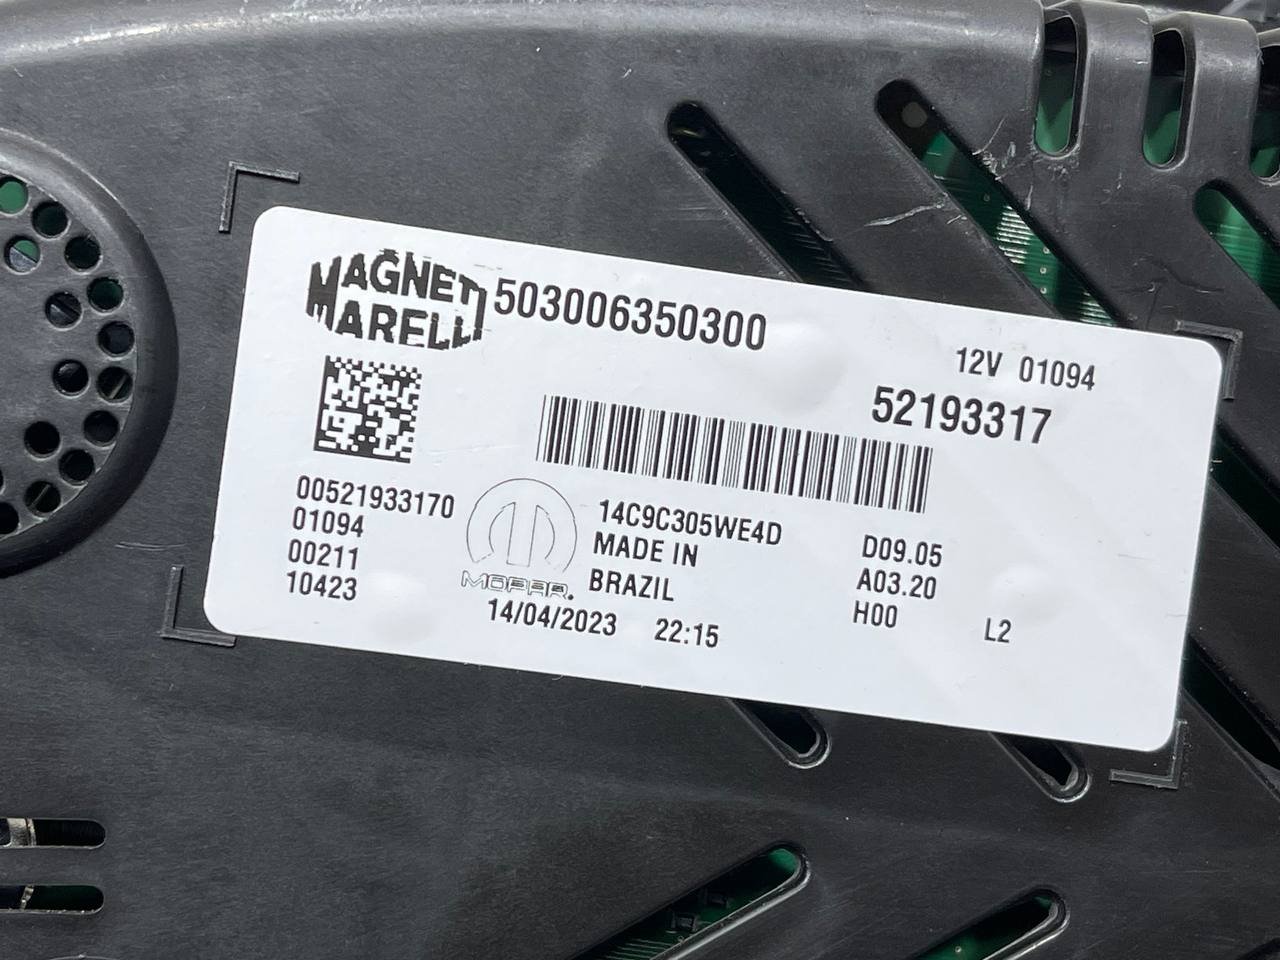 MAGNETI
MARELLI
503006350300
12V 01094
52193317
00521933170
01094
00211
10423
MOPAR.
14C9C305WE4D
MADE IN
BRAZIL
14/04/2023 22:15
D09.05
A03.20
H00 L2